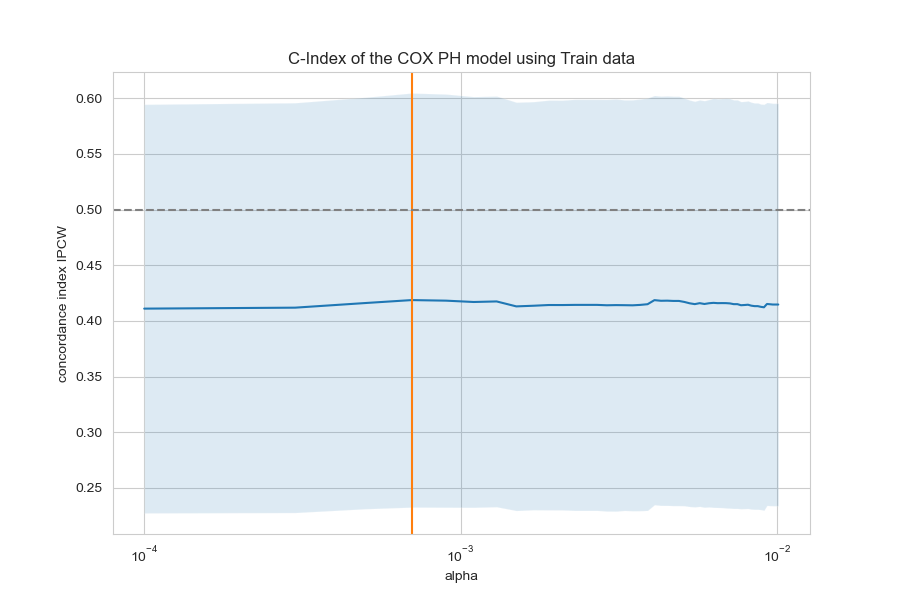 C-Index of the COX PH model using Train data
concordance index IPCW
0.60
0.55
0.50
0.45
0.40
0.35
0.30
0.25
10⁻⁴ 10⁻³ 10⁻²
alpha